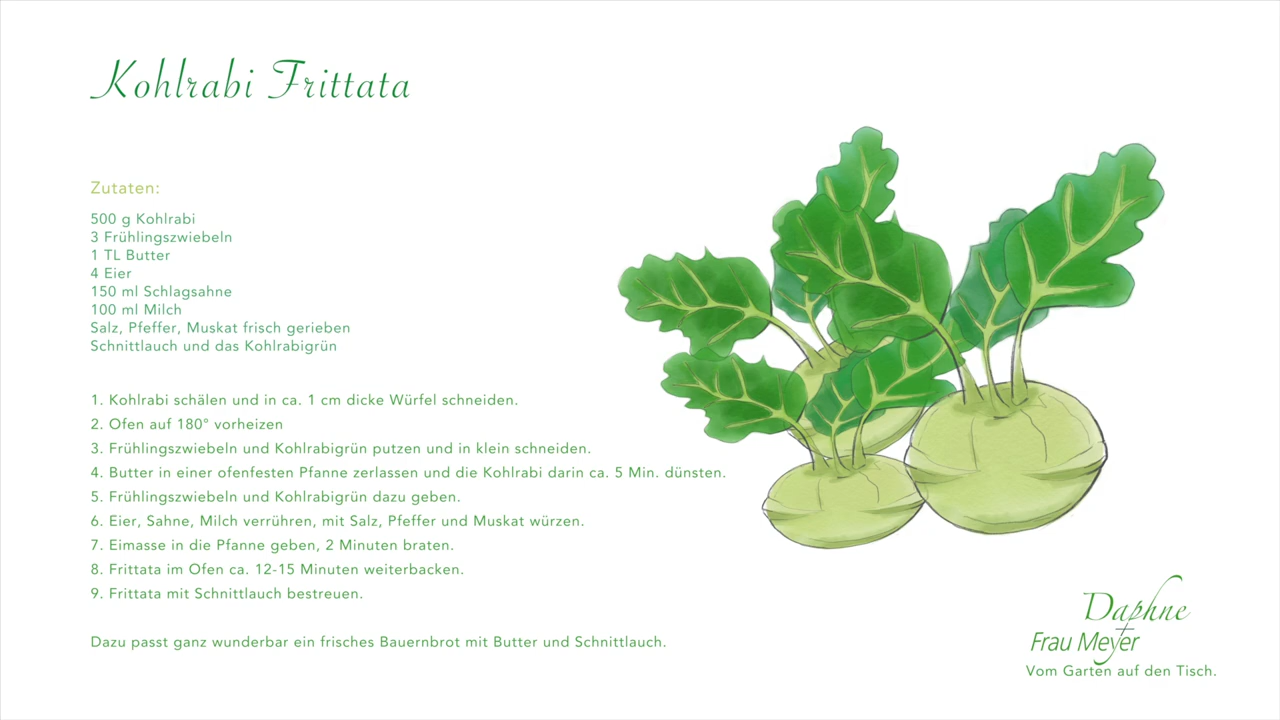 Kohlrabi Frittata
Zutaten:
500 g Kohlrabi
3 Frühlingszwiebeln
1 TL Butter
4 Eier
150 ml Schlagsahne
100 ml Milch
Salz, Pfeffer, Muskat frisch gerieben
Schnittlauch und das Kohlrabigrün
1. Kohlrabi schälen und in ca. 1 cm dicke Würfel schneiden.
2. Ofen auf 180° vorheizen
3. Frühlingszwiebeln und Kohlrabigrün putzen und in klein schneiden.
4. Butter in einer ofenfesten Pfanne zerlassen und die Kohlrabi darin ca. 5 Min. dünsten.
5. Frühlingszwiebeln und Kohlrabigrün dazu geben.
6. Eier, Sahne, Milch verrühren, mit Salz, Pfeffer und Muskat würzen.
7. Eimasse in die Pfanne geben, 2 Minuten braten.
8. Frittata im Ofen ca. 12-15 Minuten weiterbacken.
9. Frittata mit Schnittlauch bestreuen.
Dazu passt ganz wunderbar ein frisches Bauernbrot mit Butter und Schnittlauch.
Daphne
+
Frau Meyer
Vom Garten auf den Tisch.